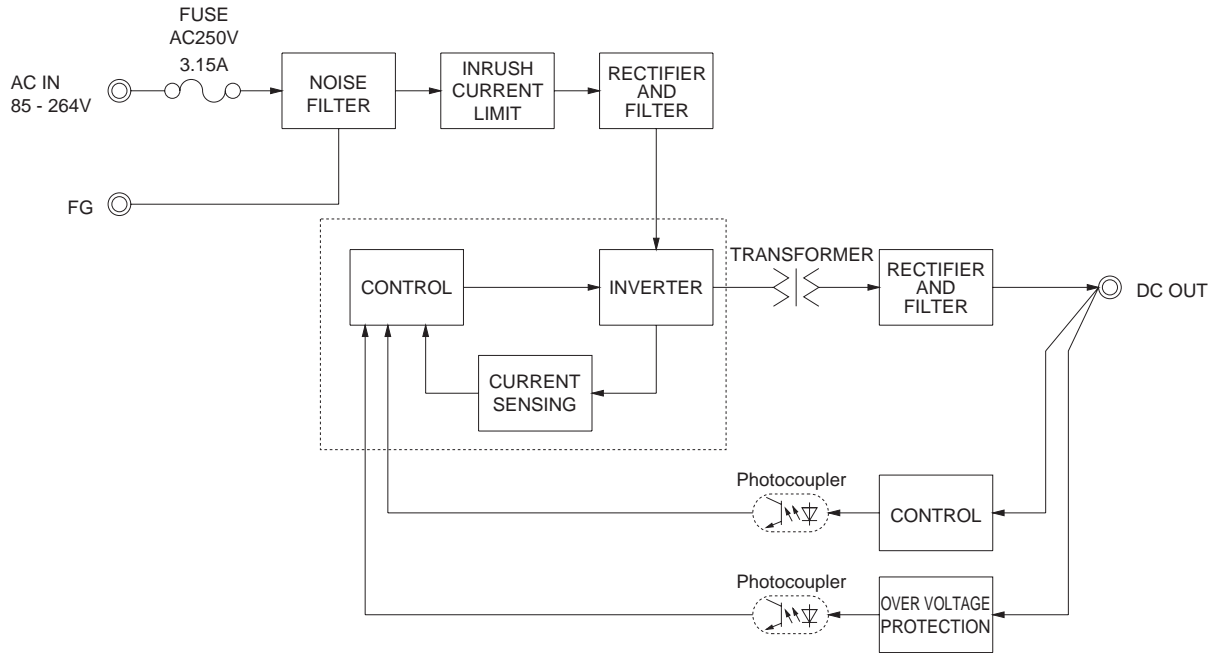 FUSE
AC250V
3.15A
AC IN
85 - 264V
NOISE
FILTER
INRUSH
CURRENT
LIMIT
RECTIFIER
AND
FILTER
FG
CONTROL
INVERTER
TRANSFORMER
RECTIFIER
AND
FILTER
DC OUT
CURRENT
SENSING
Photocoupler
CONTROL
Photocoupler
OVER VOLTAGE
PROTECTION